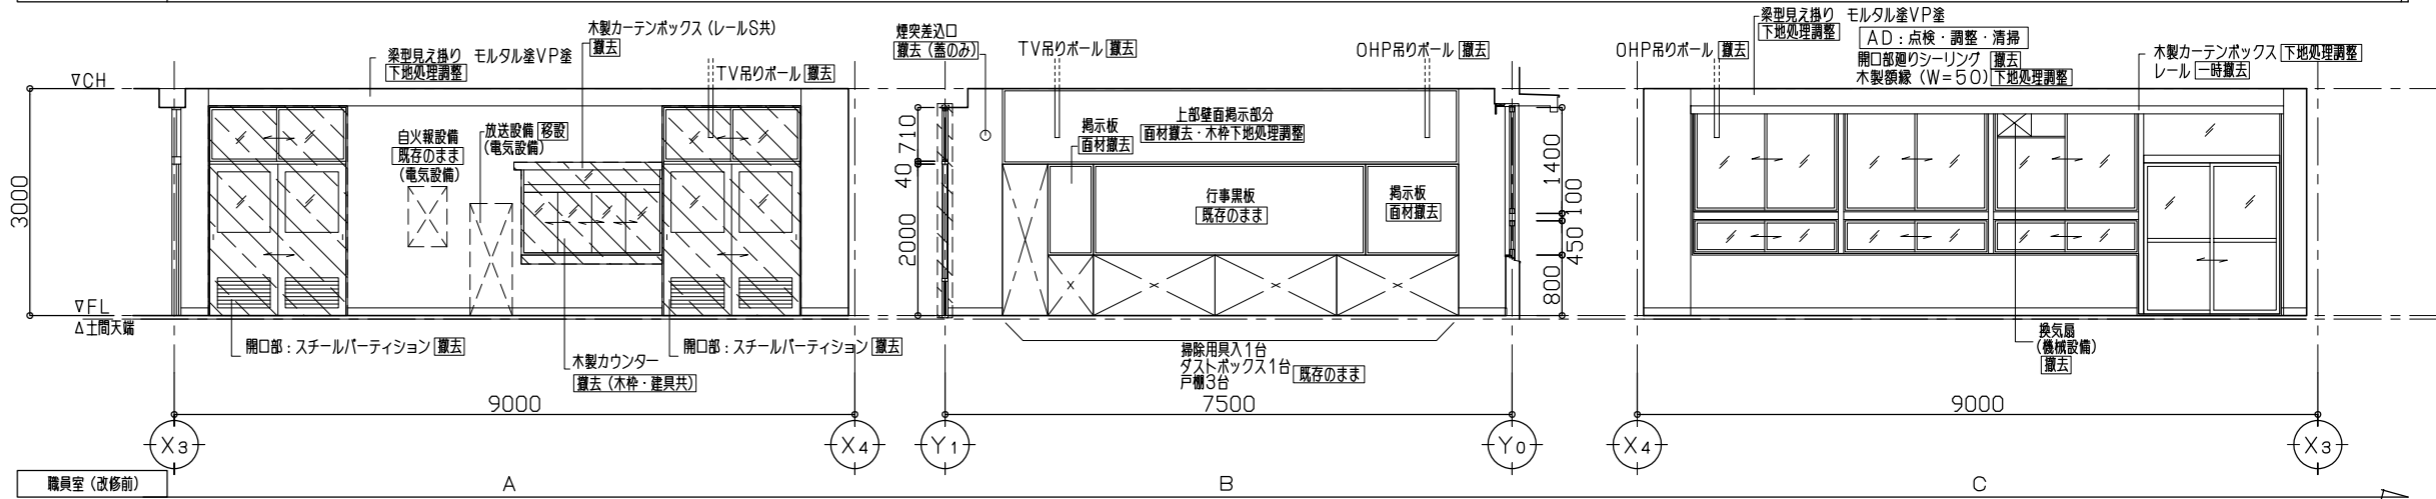 木製カーテンボックス（レールS共）
撤去
梁型見え掛り モルタル塗VP塗
下地処理調整
TV吊りポール 撤去
▽CH
自火報設備
既存のまま
（電気設備）
放送設備 移設
（電気設備）
3000
▽FL
△土間天端
開口部：スチールパーティション 撤去
木製カウンター
撤去（木枠・建具共）
開口部：スチールパーティション 撤去
9000
X3
X4
煙突差込口
撤去（蓋のみ）
TV吊りポール 撤去
OHP吊りポール 撤去
上部壁面掲示部分
面材撤去・木枠下地処理調整
掲示板
面材撤去
行事黒板
既存のまま
掲示板
面材撤去
710
40
2000
1400
100
450
800
掃除用具入1台
ダストボックス1台
戸棚3台
既存のまま
7500
Y1
Y0
梁型見え掛り モルタル塗VP塗
下地処理調整
AD：点検・調整・清掃
OHP吊りポール 撤去
開口部廻りシーリング 撤去
木製額縁（W＝50） 下地処理調整
木製カーテンボックス 下地処理調整
レール 一時撤去
換気扇
（機械設備）
撤去
9000
X4
X3
職員室（改修前）
A
B
C